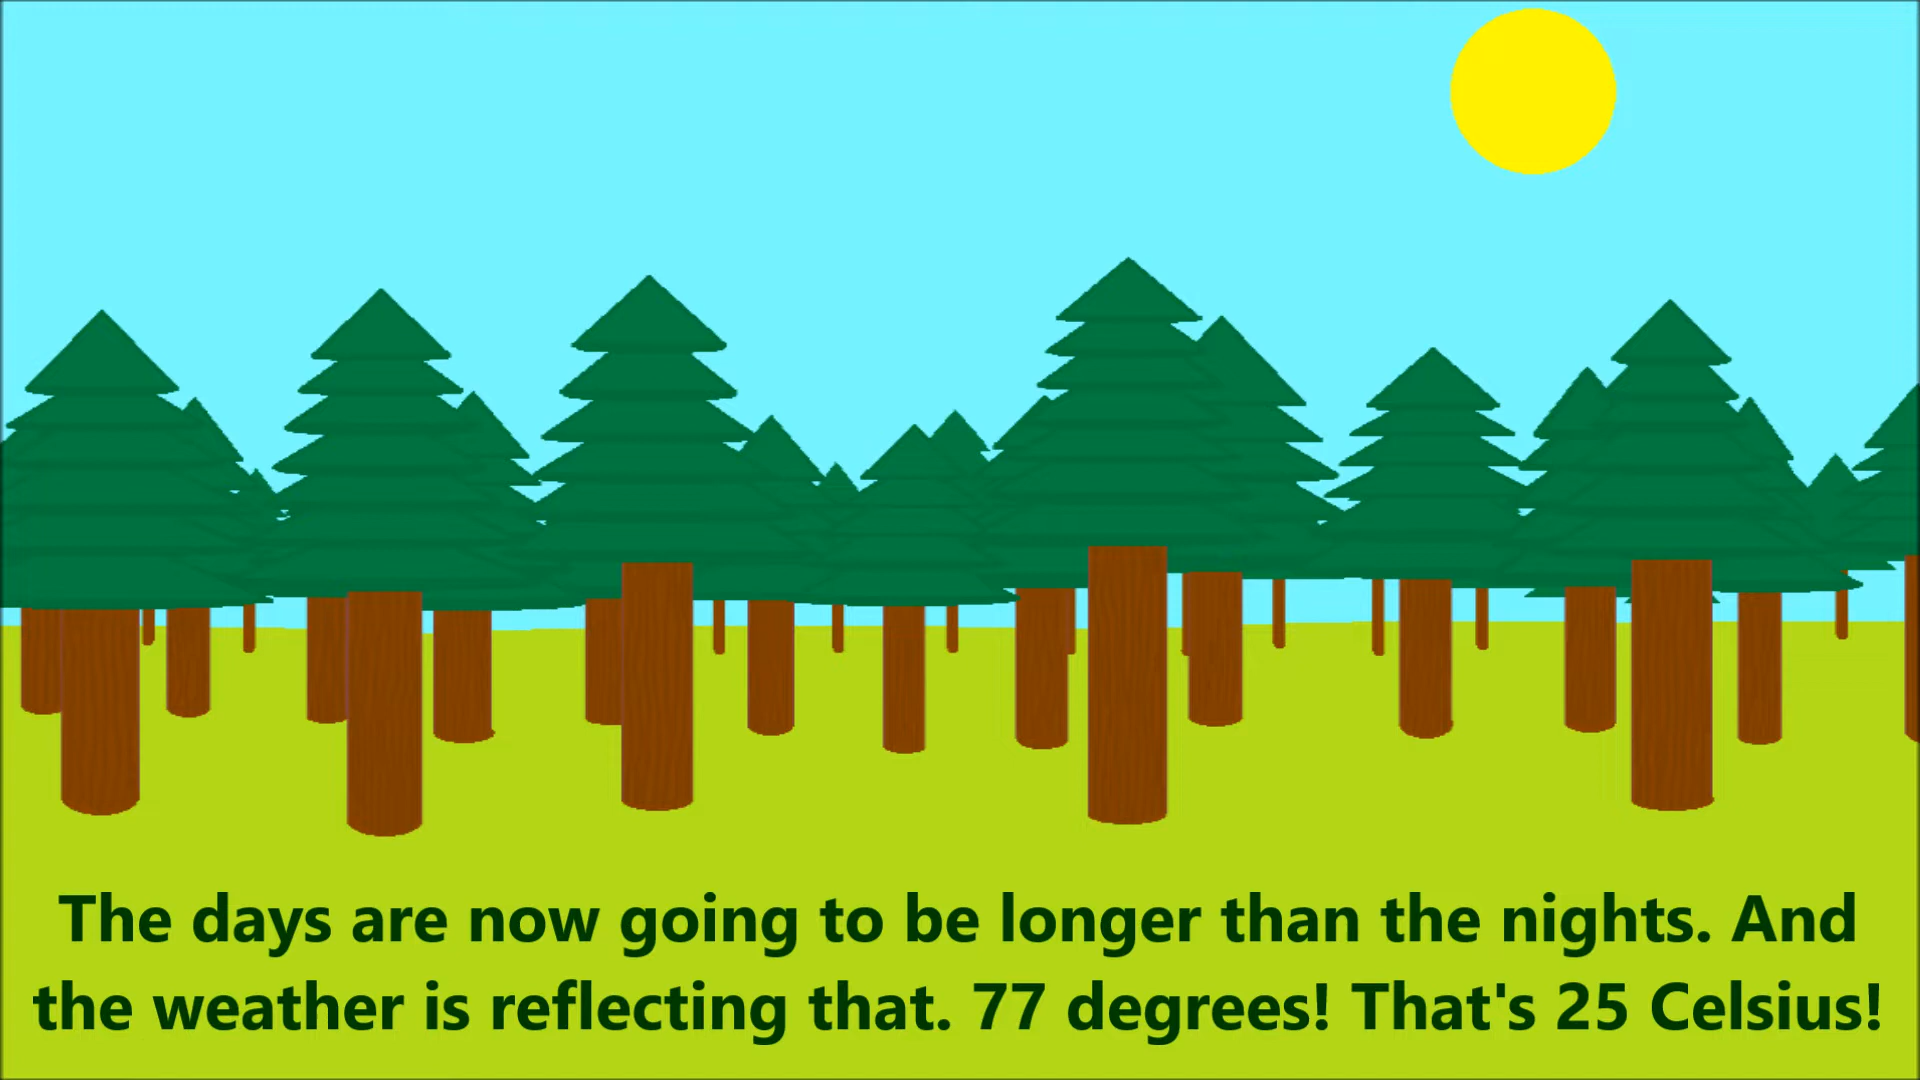 The days are now going to be longer than the nights. And
the weather is reflecting that. 77 degrees! That's 25 Celsius!